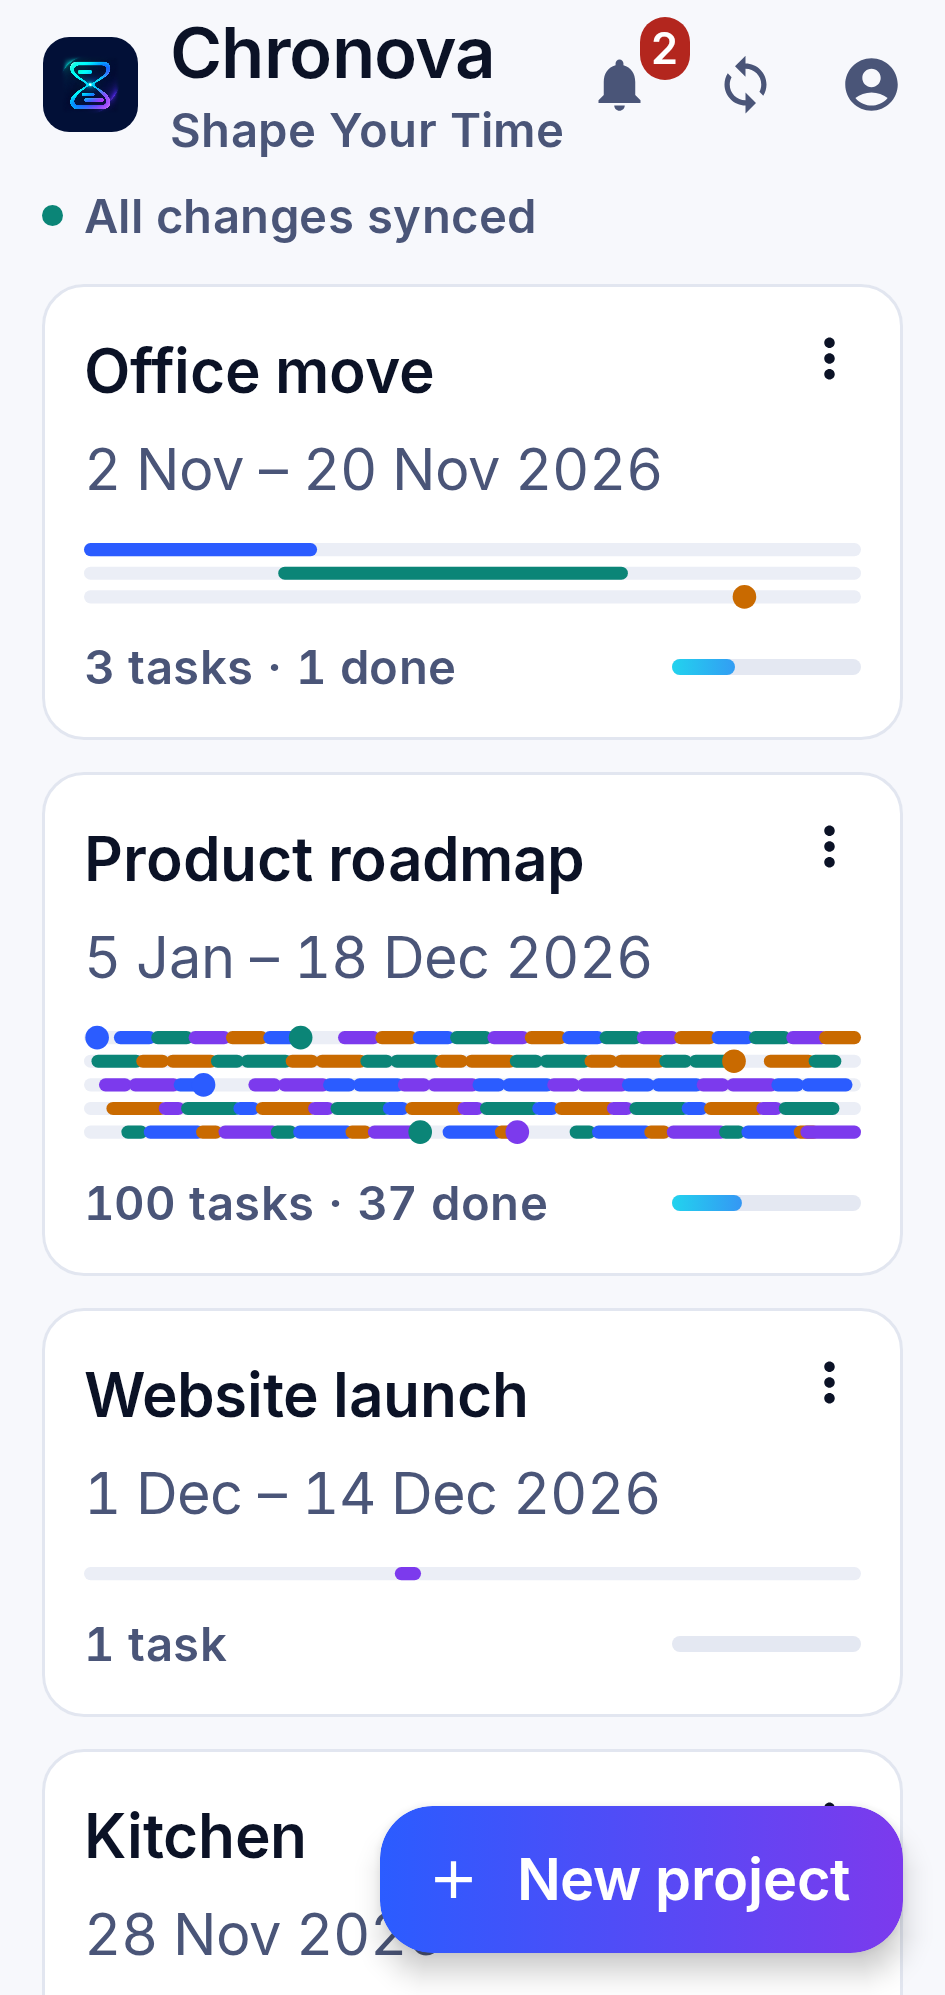 Chronova
2
Shape Your Time
All changes synced
Office move
2 Nov – 20 Nov 2026
3 tasks · 1 done
Product roadmap
5 Jan – 18 Dec 2026
100 tasks · 37 done
Website launch
1 Dec – 14 Dec 2026
1 task
Kitchen
+ New project
28 Nov